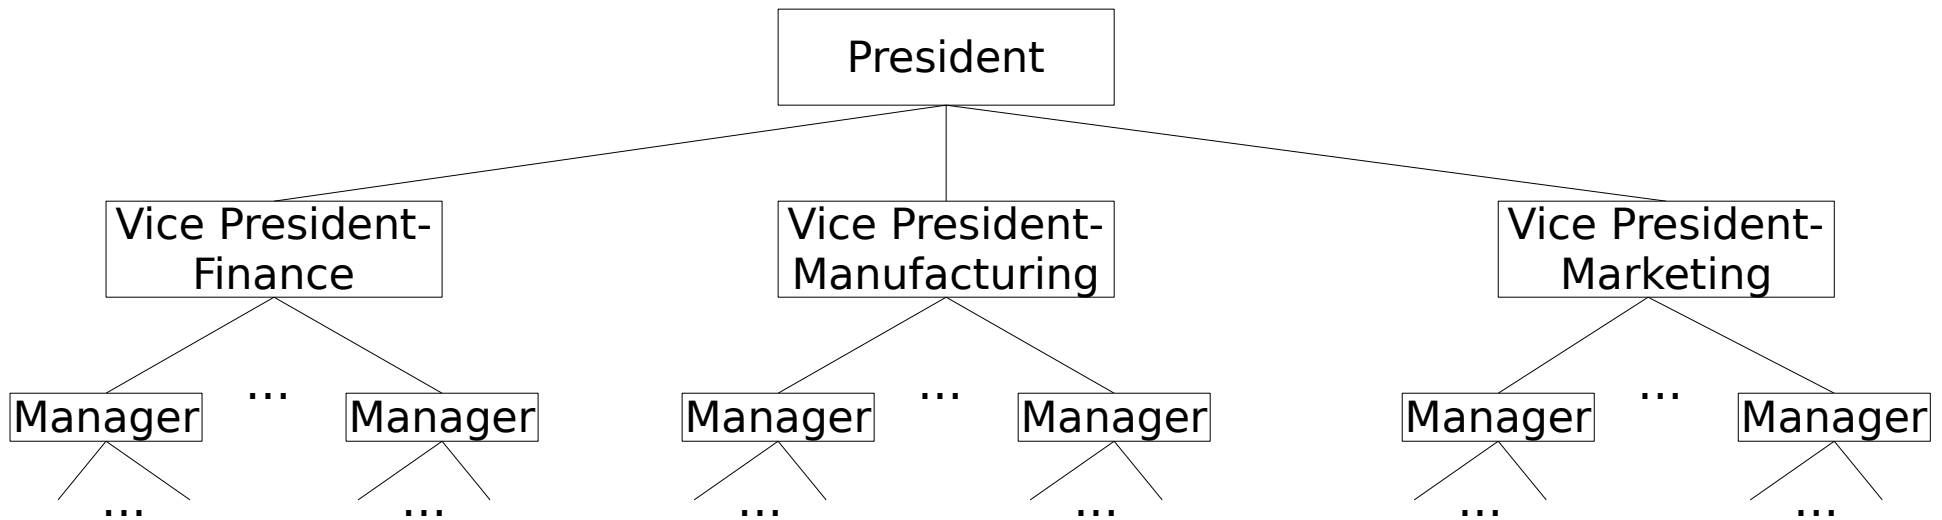 President
Vice President-
Finance
Vice President-
Manufacturing
Vice President-
Marketing
Manager
...
Manager
Manager
...
Manager
Manager
...
Manager
...
...
...
...
...
...